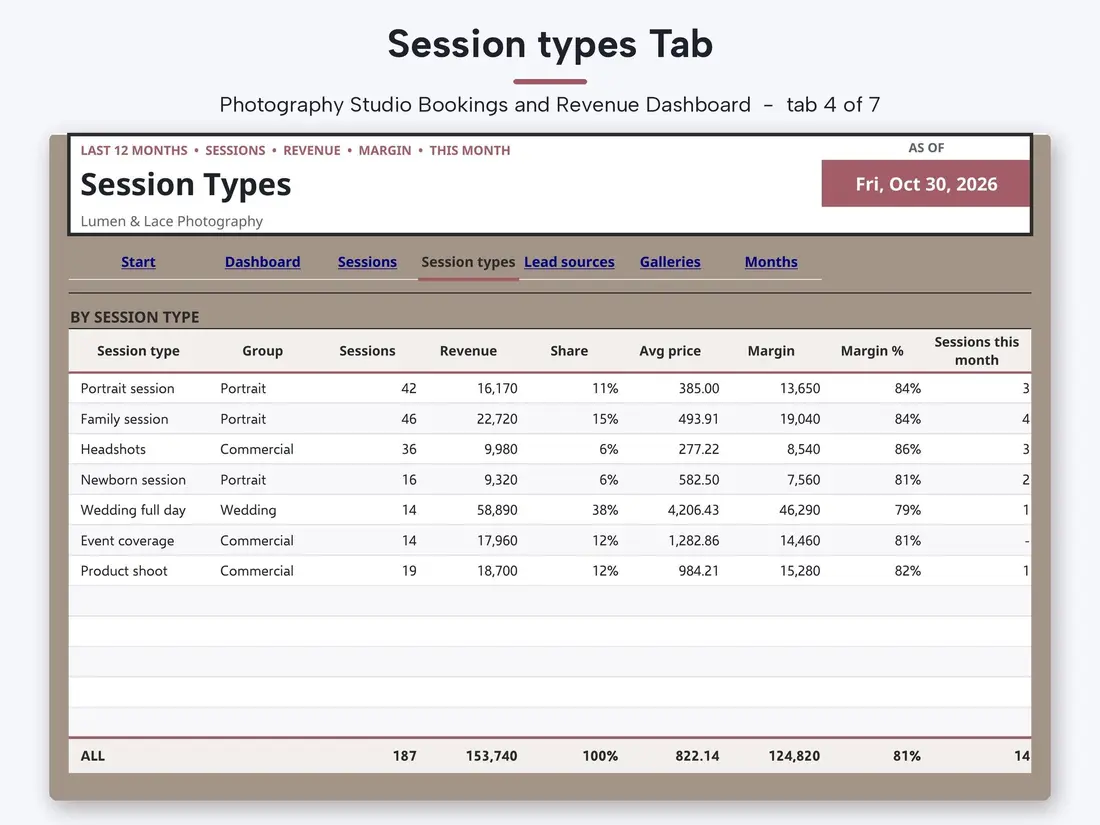 Session types Tab
Photography Studio Bookings and Revenue Dashboard - tab 4 of 7
LAST 12 MONTHS • SESSIONS • REVENUE • MARGIN • THIS MONTH
AS OF
Session Types
Fri, Oct 30, 2026
Lumen & Lace Photography
Start Dashboard Sessions Session types Lead sources Galleries Months
BY SESSION TYPE
Session type Group Sessions Revenue Share Avg price Margin Margin % Sessions this month
Portrait session Portrait 42 16,170 11% 385.00 13,650 84% 3
Family session Portrait 46 22,720 15% 493.91 19,040 84% 4
Headshots Commercial 36 9,980 6% 277.22 8,540 86% 3
Newborn session Portrait 16 9,320 6% 582.50 7,560 81% 2
Wedding full day Wedding 14 58,890 38% 4,206.43 46,290 79% 1
Event coverage Commercial 14 17,960 12% 1,282.86 14,460 81% -
Product shoot Commercial 19 18,700 12% 984.21 15,280 82% 1
ALL 187 153,740 100% 822.14 124,820 81% 14